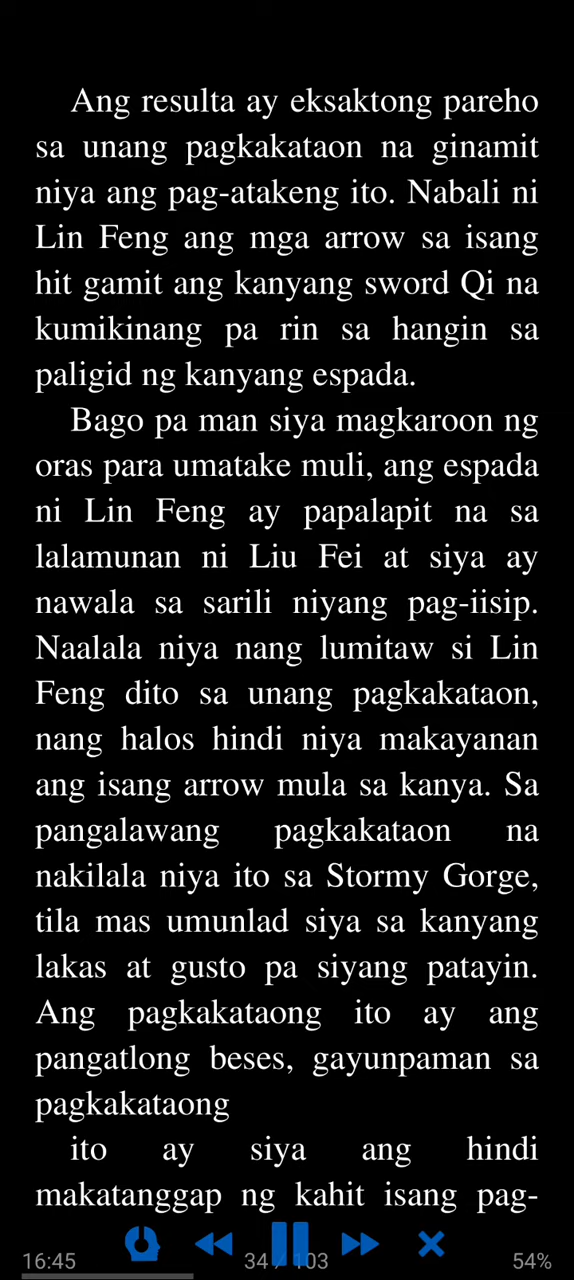 Ang resulta ay eksaktong pareho
sa unang pagkakataon na ginamit
niya ang pag-atakeng ito. Nabali ni
Lin Feng ang mga arrow sa isang
hit gamit ang kanyang sword Qi na
kumikinang pa rin sa hangin sa
paligid ng kanyang espada.
Bago pa man siya magkaroon ng
oras para umatake muli, ang espada
ni Lin Feng ay papalapit na sa
lalamunan ni Liu Fei at siya ay
nawala sa sarili niyang pag-iisip.
Naalala niya nang lumitaw si Lin
Feng dito sa unang pagkakataon,
nang halos hindi niya makayanan
ang isang arrow mula sa kanya. Sa
pangalawang pagkakataon na
nakilala niya ito sa Stormy Gorge,
tila mas umunlad siya sa kanyang
lakas at gusto pa siyang patayin.
Ang pagkakataong ito ay ang
pangatlong beses, gayunpaman sa
pagkakataong
ito ay siya ang hindi
makatanggap ng kahit isang pag-
16:45 34 / 103 54%